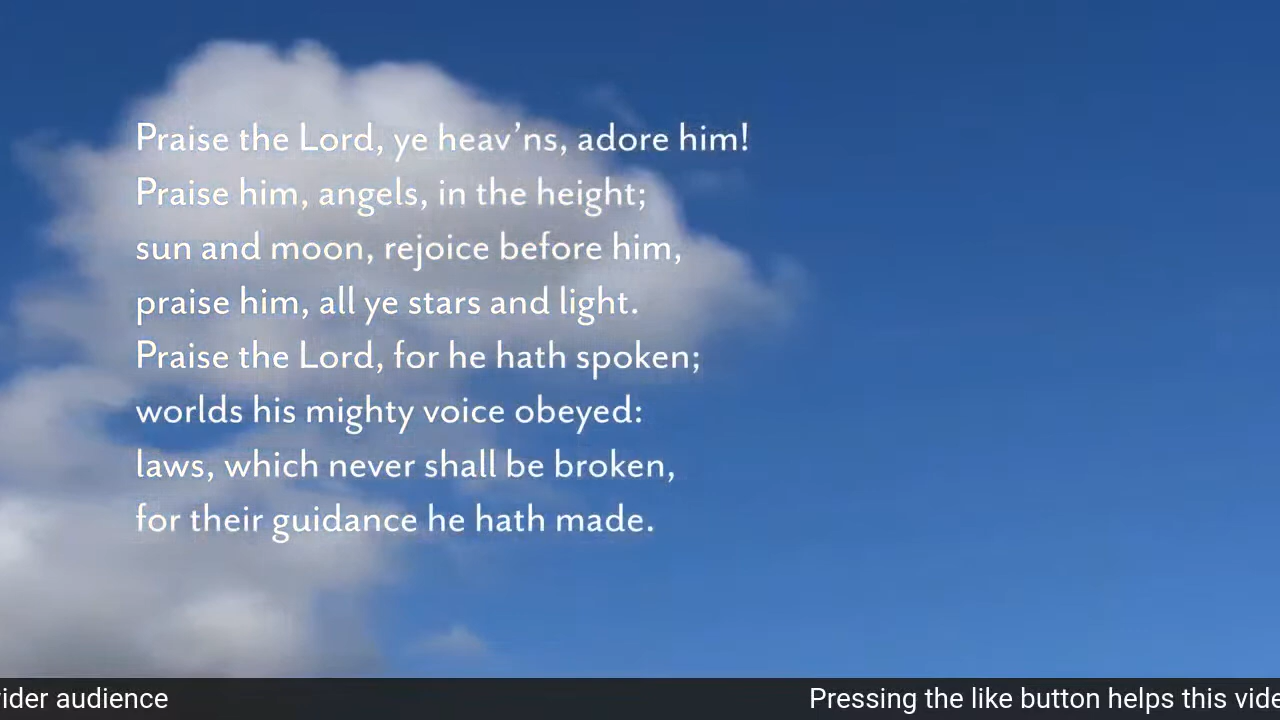 Praise the Lord, ye heav’ns, adore him!
Praise him, angels, in the height;
sun and moon, rejoice before him,
praise him, all ye stars and light.
Praise the Lord, for he hath spoken;
worlds his mighty voice obeyed:
laws, which never shall be broken,
for their guidance he hath made.
audience Pressing the like button helps this